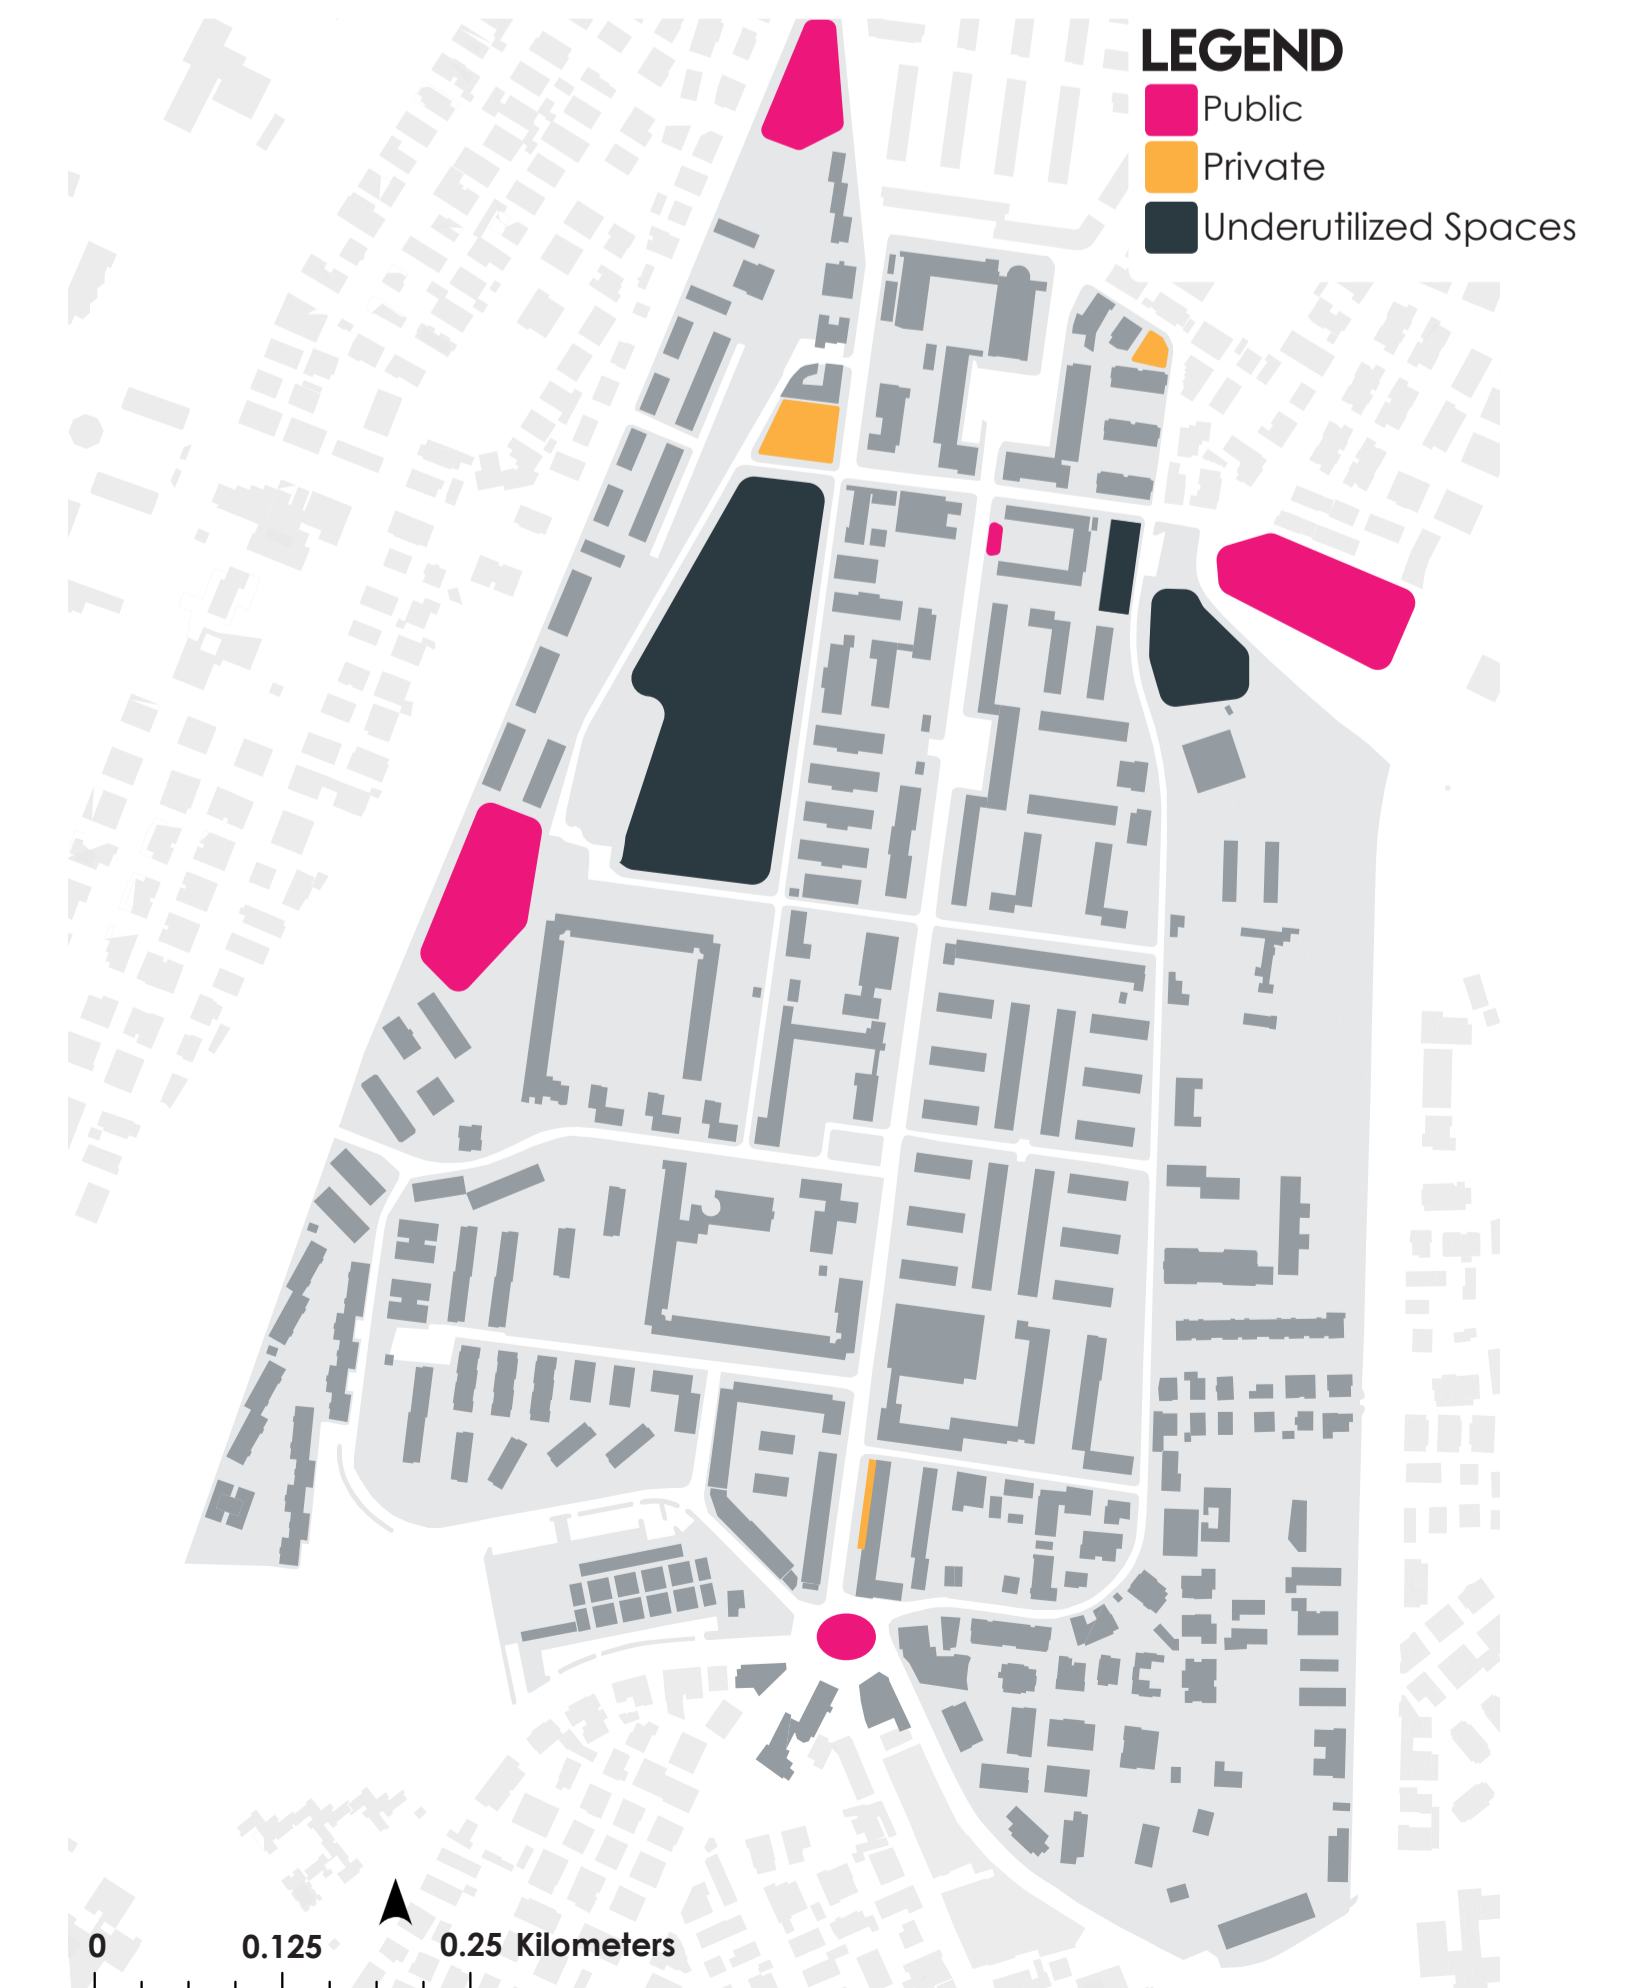 LEGEND
Public
Private
Underutilized Spaces
0 0.125 0.25 Kilometers